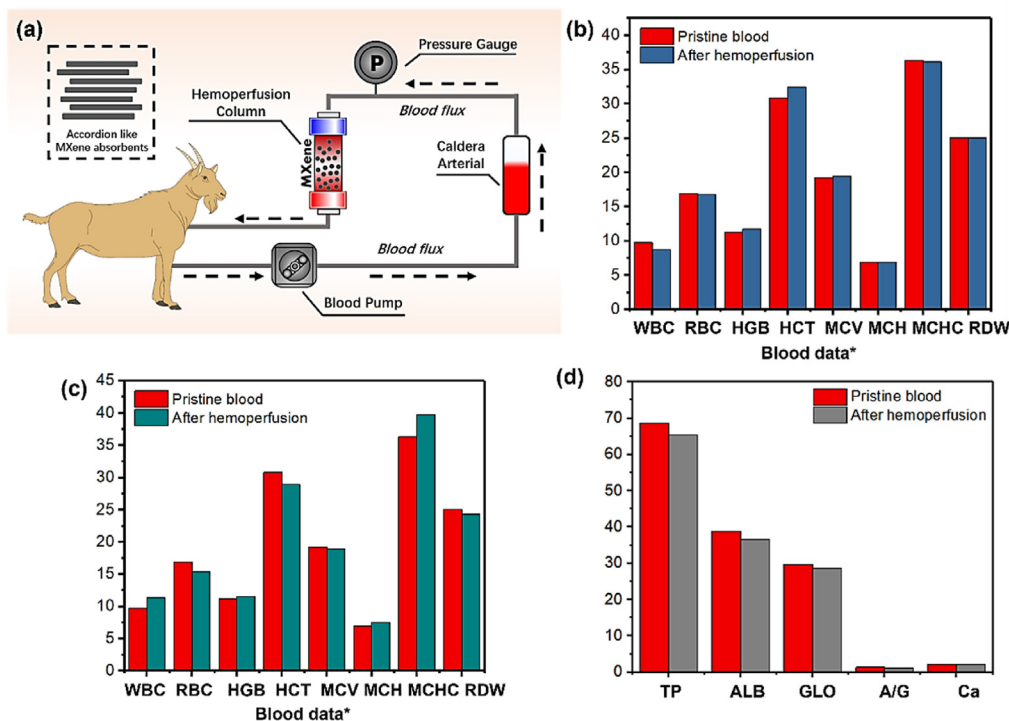 (a)
Accordion like
MXene absorbents
Hemoperfusion
Column
MXene
P
Pressure Gauge
Blood flux
Caldera
Arterial
Blood flux
Blood Pump
(b)
Pristine blood
After hemoperfusion
40
35
30
25
20
15
10
5
0
WBC RBC HGB HCT MCV MCH MCHC RDW
Blood data*
(c)
Pristine blood
After hemoperfusion
45
40
35
30
25
20
15
10
5
0
WBC RBC HGB HCT MCV MCH MCHC RDW
Blood data*
(d)
Pristine blood
After hemoperfusion
80
70
60
50
40
30
20
10
0
TP ALB GLO A/G Ca